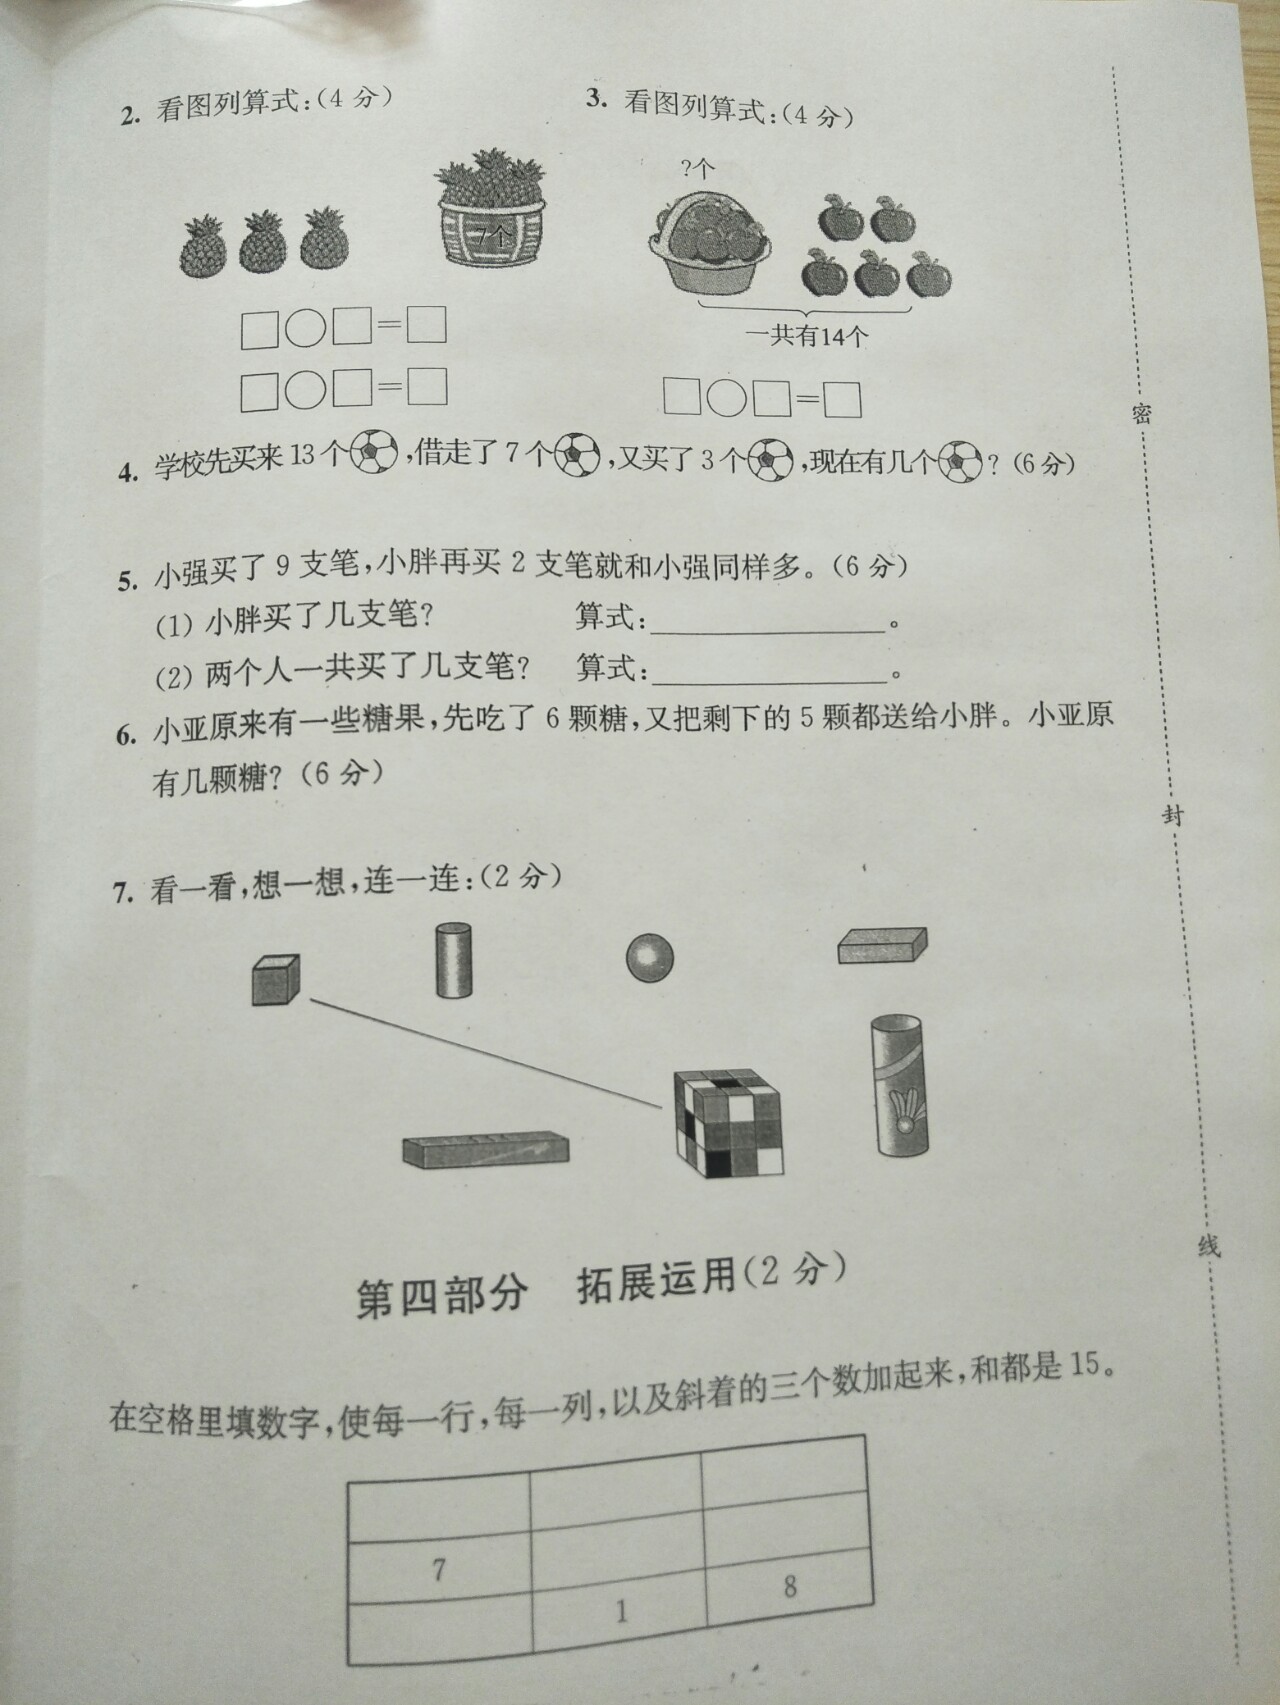 2. 看图列算式:(4 分)
3. 看图列算式:(4 分)
?个
7个
一共有14个
□○□=□
□○□=□
□○□=□
4. 学校先买来 13 个,借走了 7 个,又买了 3 个,现在有几个?(6 分)
5. 小强买了 9 支笔,小胖再买 2 支笔就和小强同样多。(6 分)
(1) 小胖买了几支笔? 算式:________。
(2) 两个人一共买了几支笔? 算式:________。
6. 小亚原来有一些糖果,先吃了 6 颗糖,又把剩下的 5 颗都送给小胖。小亚原
有几颗糖?(6 分)
7. 看一看,想一想,连一连:(2 分)
第四部分 拓展运用(2 分)
在空格里填数字,使每一行,每一列,以及斜着的三个数加起来,和都是 15。
7
1 8
密
封
线